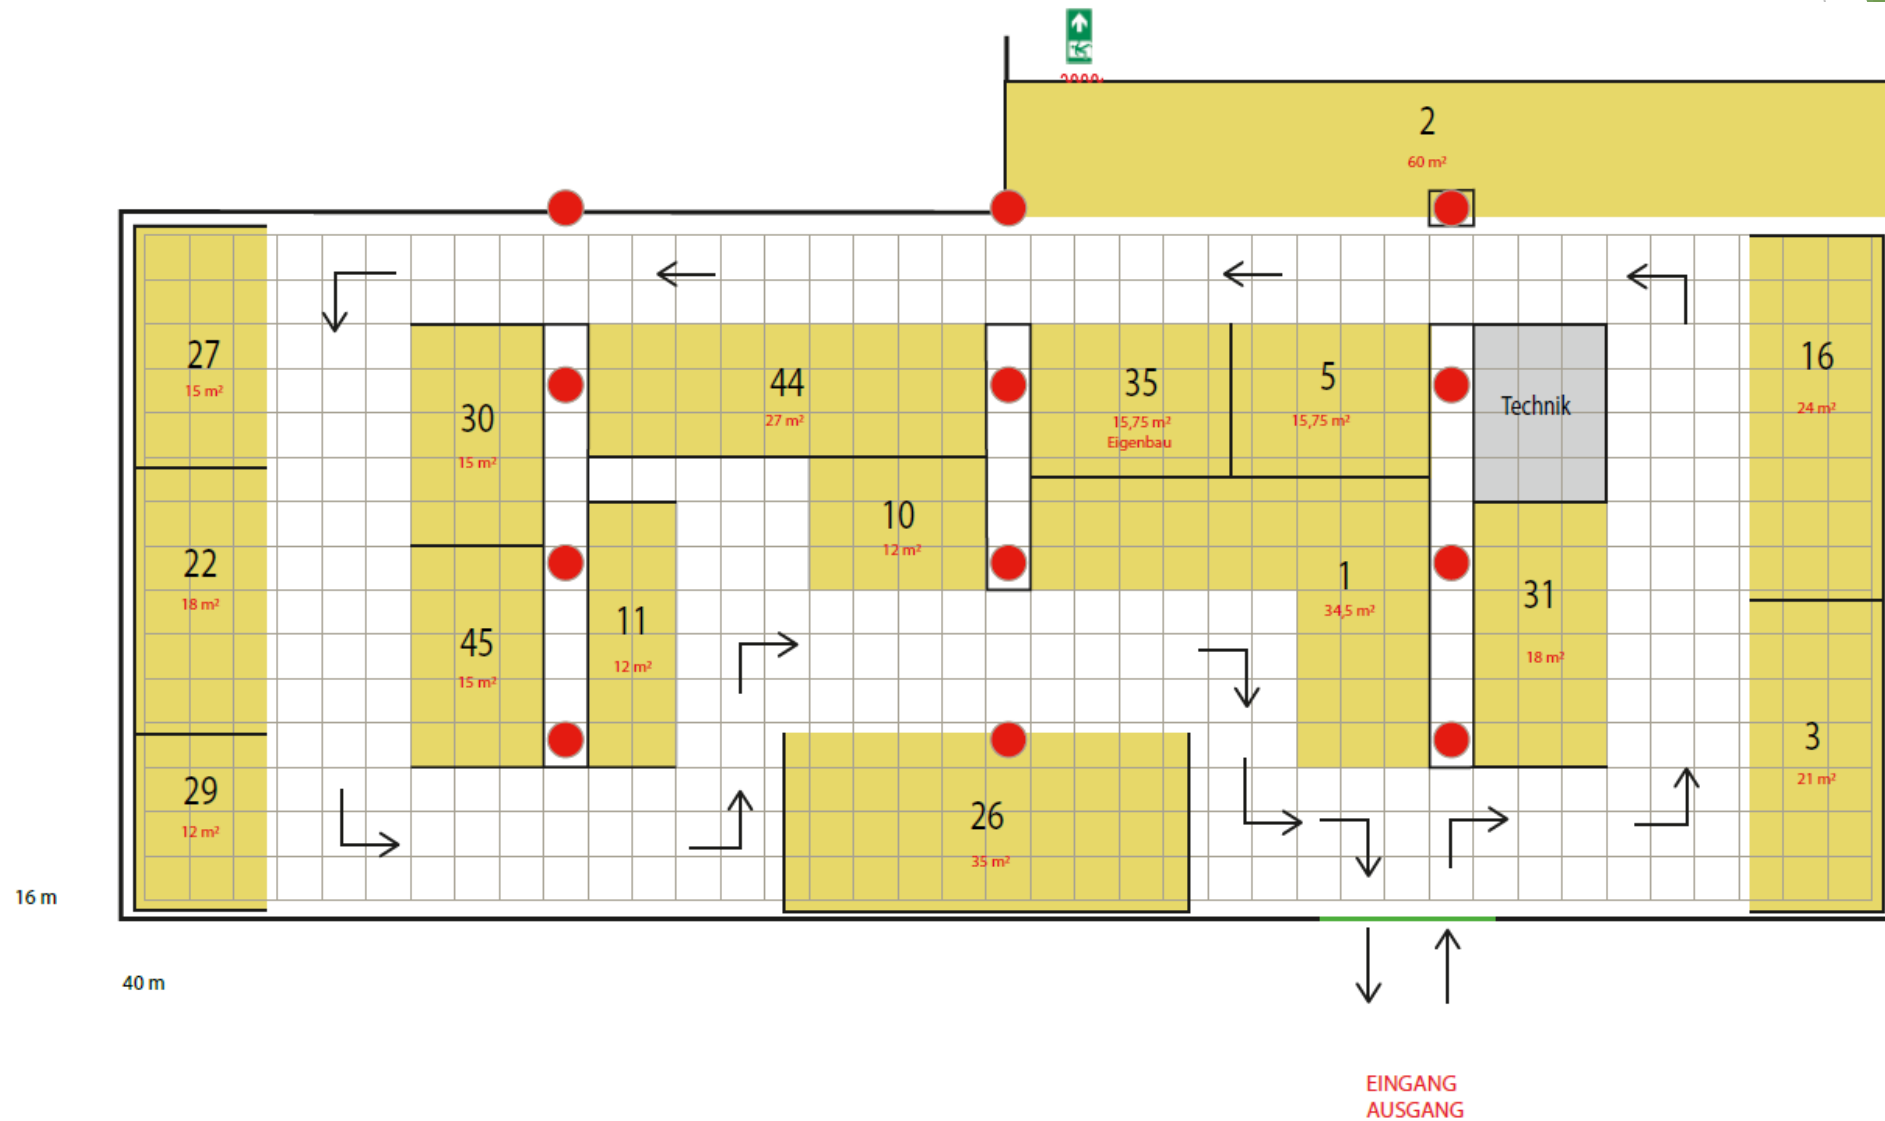 2
60 m²
27
15 m²
30
15 m²
44
27 m²
35
15,75 m²
Eigenbau
5
15,75 m²
Technik
16
24 m²
10
12 m²
22
18 m²
45
15 m²
11
12 m²
1
34,5 m²
31
18 m²
3
21 m²
29
12 m²
26
35 m²
16 m
40 m
EINGANG
AUSGANG